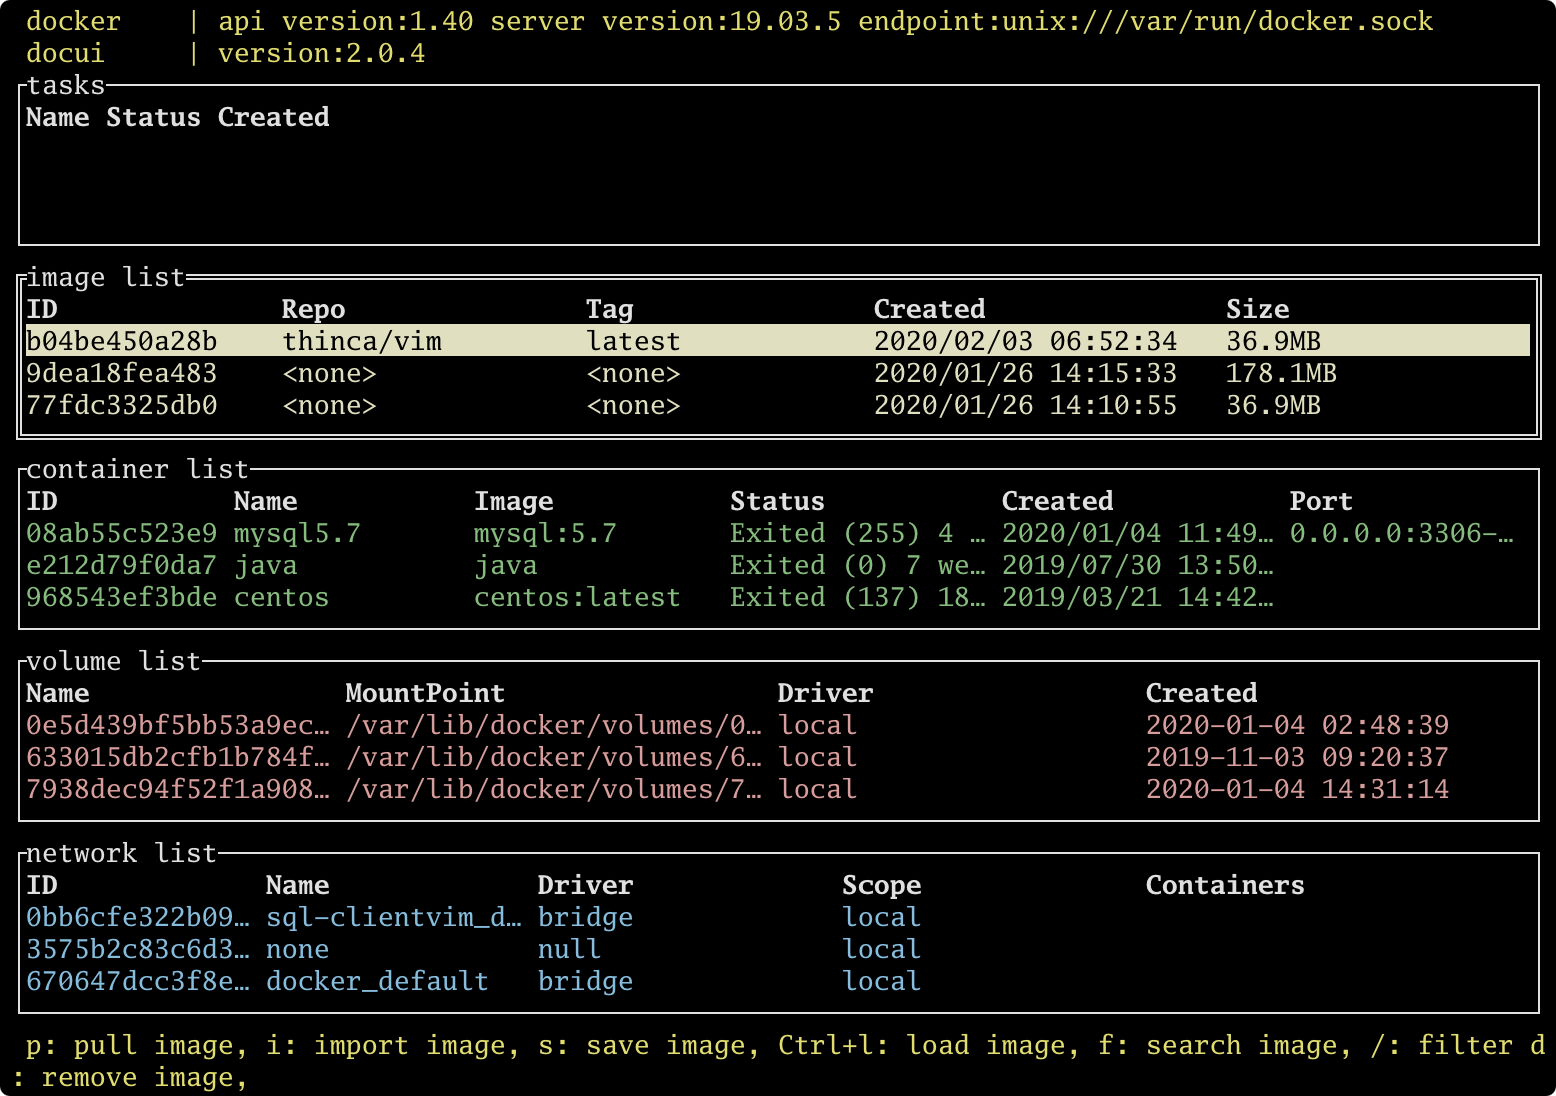 docker | api version:1.40 server version:19.03.5 endpoint:unix:///var/run/docker.sock
docui | version:2.0.4
tasks
Name Status Created
image list
ID Repo Tag Created Size
b04be450a28b thinca/vim latest 2020/02/03 06:52:34 36.9MB
9dea18fea483 <none> <none> 2020/01/26 14:15:33 178.1MB
77fdc3325db0 <none> <none> 2020/01/26 14:10:55 36.9MB
container list
ID Name Image Status Created Port
08ab55c523e9 mysql5.7 mysql:5.7 Exited (255) 4 … 2020/01/04 11:49… 0.0.0.0:3306-…
e212d79f0da7 java java Exited (0) 7 we… 2019/07/30 13:50…
968543ef3bde centos centos:latest Exited (137) 18… 2019/03/21 14:42…
volume list
Name MountPoint Driver Created
0e5d439bf5bb53a9ec… /var/lib/docker/volumes/0… local 2020-01-04 02:48:39
633015db2cfb1b784f… /var/lib/docker/volumes/6… local 2019-11-03 09:20:37
7938dec94f52f1a908… /var/lib/docker/volumes/7… local 2020-01-04 14:31:14
network list
ID Name Driver Scope Containers
0bb6cfe322b09… sql-clientvim_d… bridge local
3575b2c83c6d3… none null local
670647dcc3f8e… docker_default bridge local
p: pull image, i: import image, s: save image, Ctrl+l: load image, f: search image, /: filter d
: remove image,